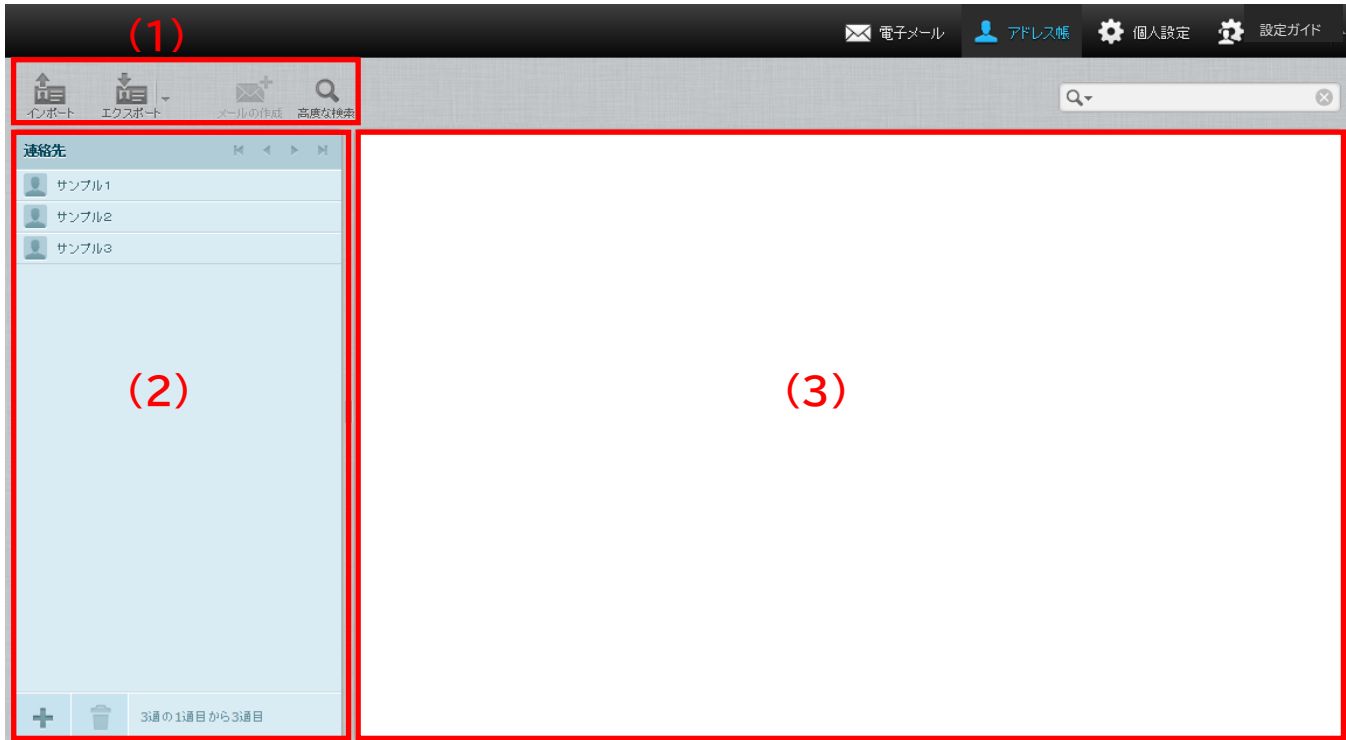 (1)
電子メール アドレス帳 個人設定 設定ガイド
インポート エクスポート メールの作成 高度な検索
連絡先
サンプル1
サンプル2
サンプル3
(2)
(3)
3通の1通目から3通目